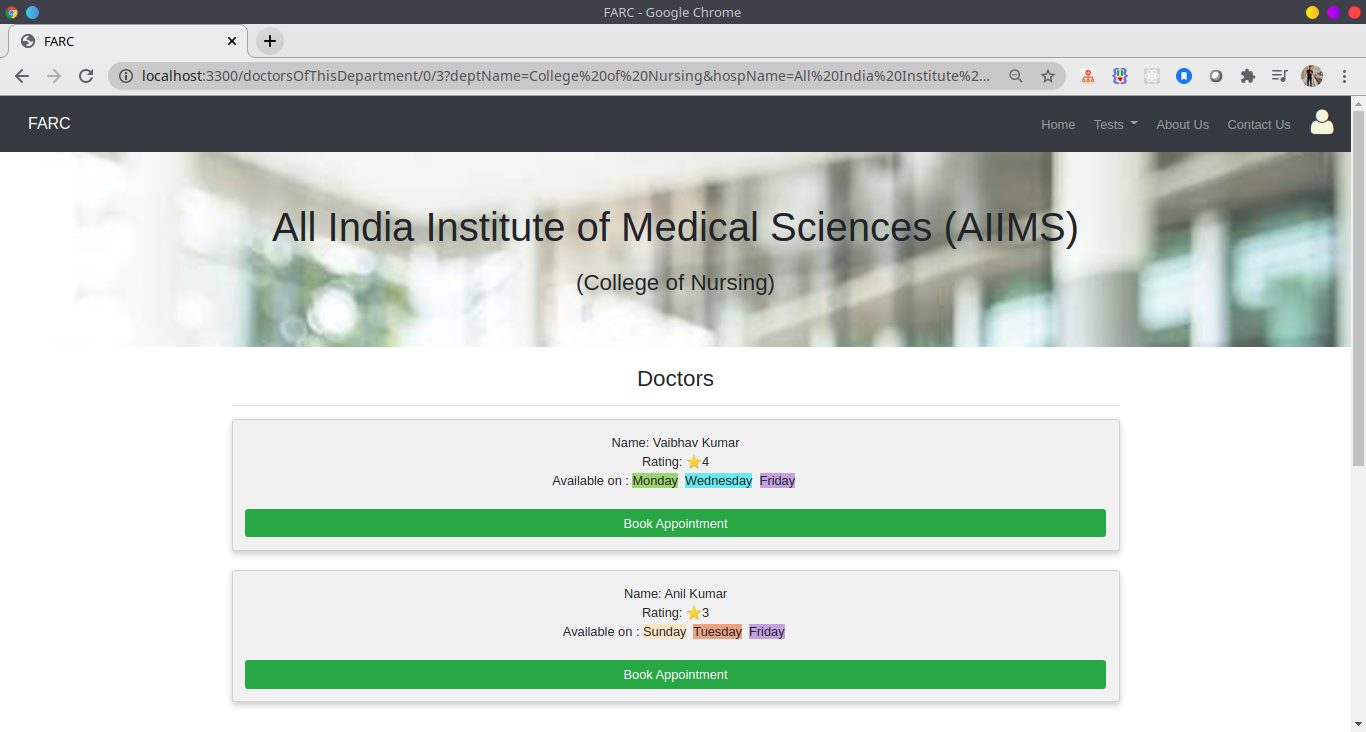 FARC - Google Chrome
FARC
localhost:3300/doctorsOfThisDepartment/0/3?deptName=College%20of%20Nursing&hospName=All%20India%20Institute%2...
FARC Home Tests About Us Contact Us
All India Institute of Medical Sciences (AIIMS)
(College of Nursing)
Doctors
Name: Vaibhav Kumar
Rating: ⭐4
Available on : Monday Wednesday Friday
Book Appointment
Name: Anil Kumar
Rating: ⭐3
Available on : Sunday Tuesday Friday
Book Appointment